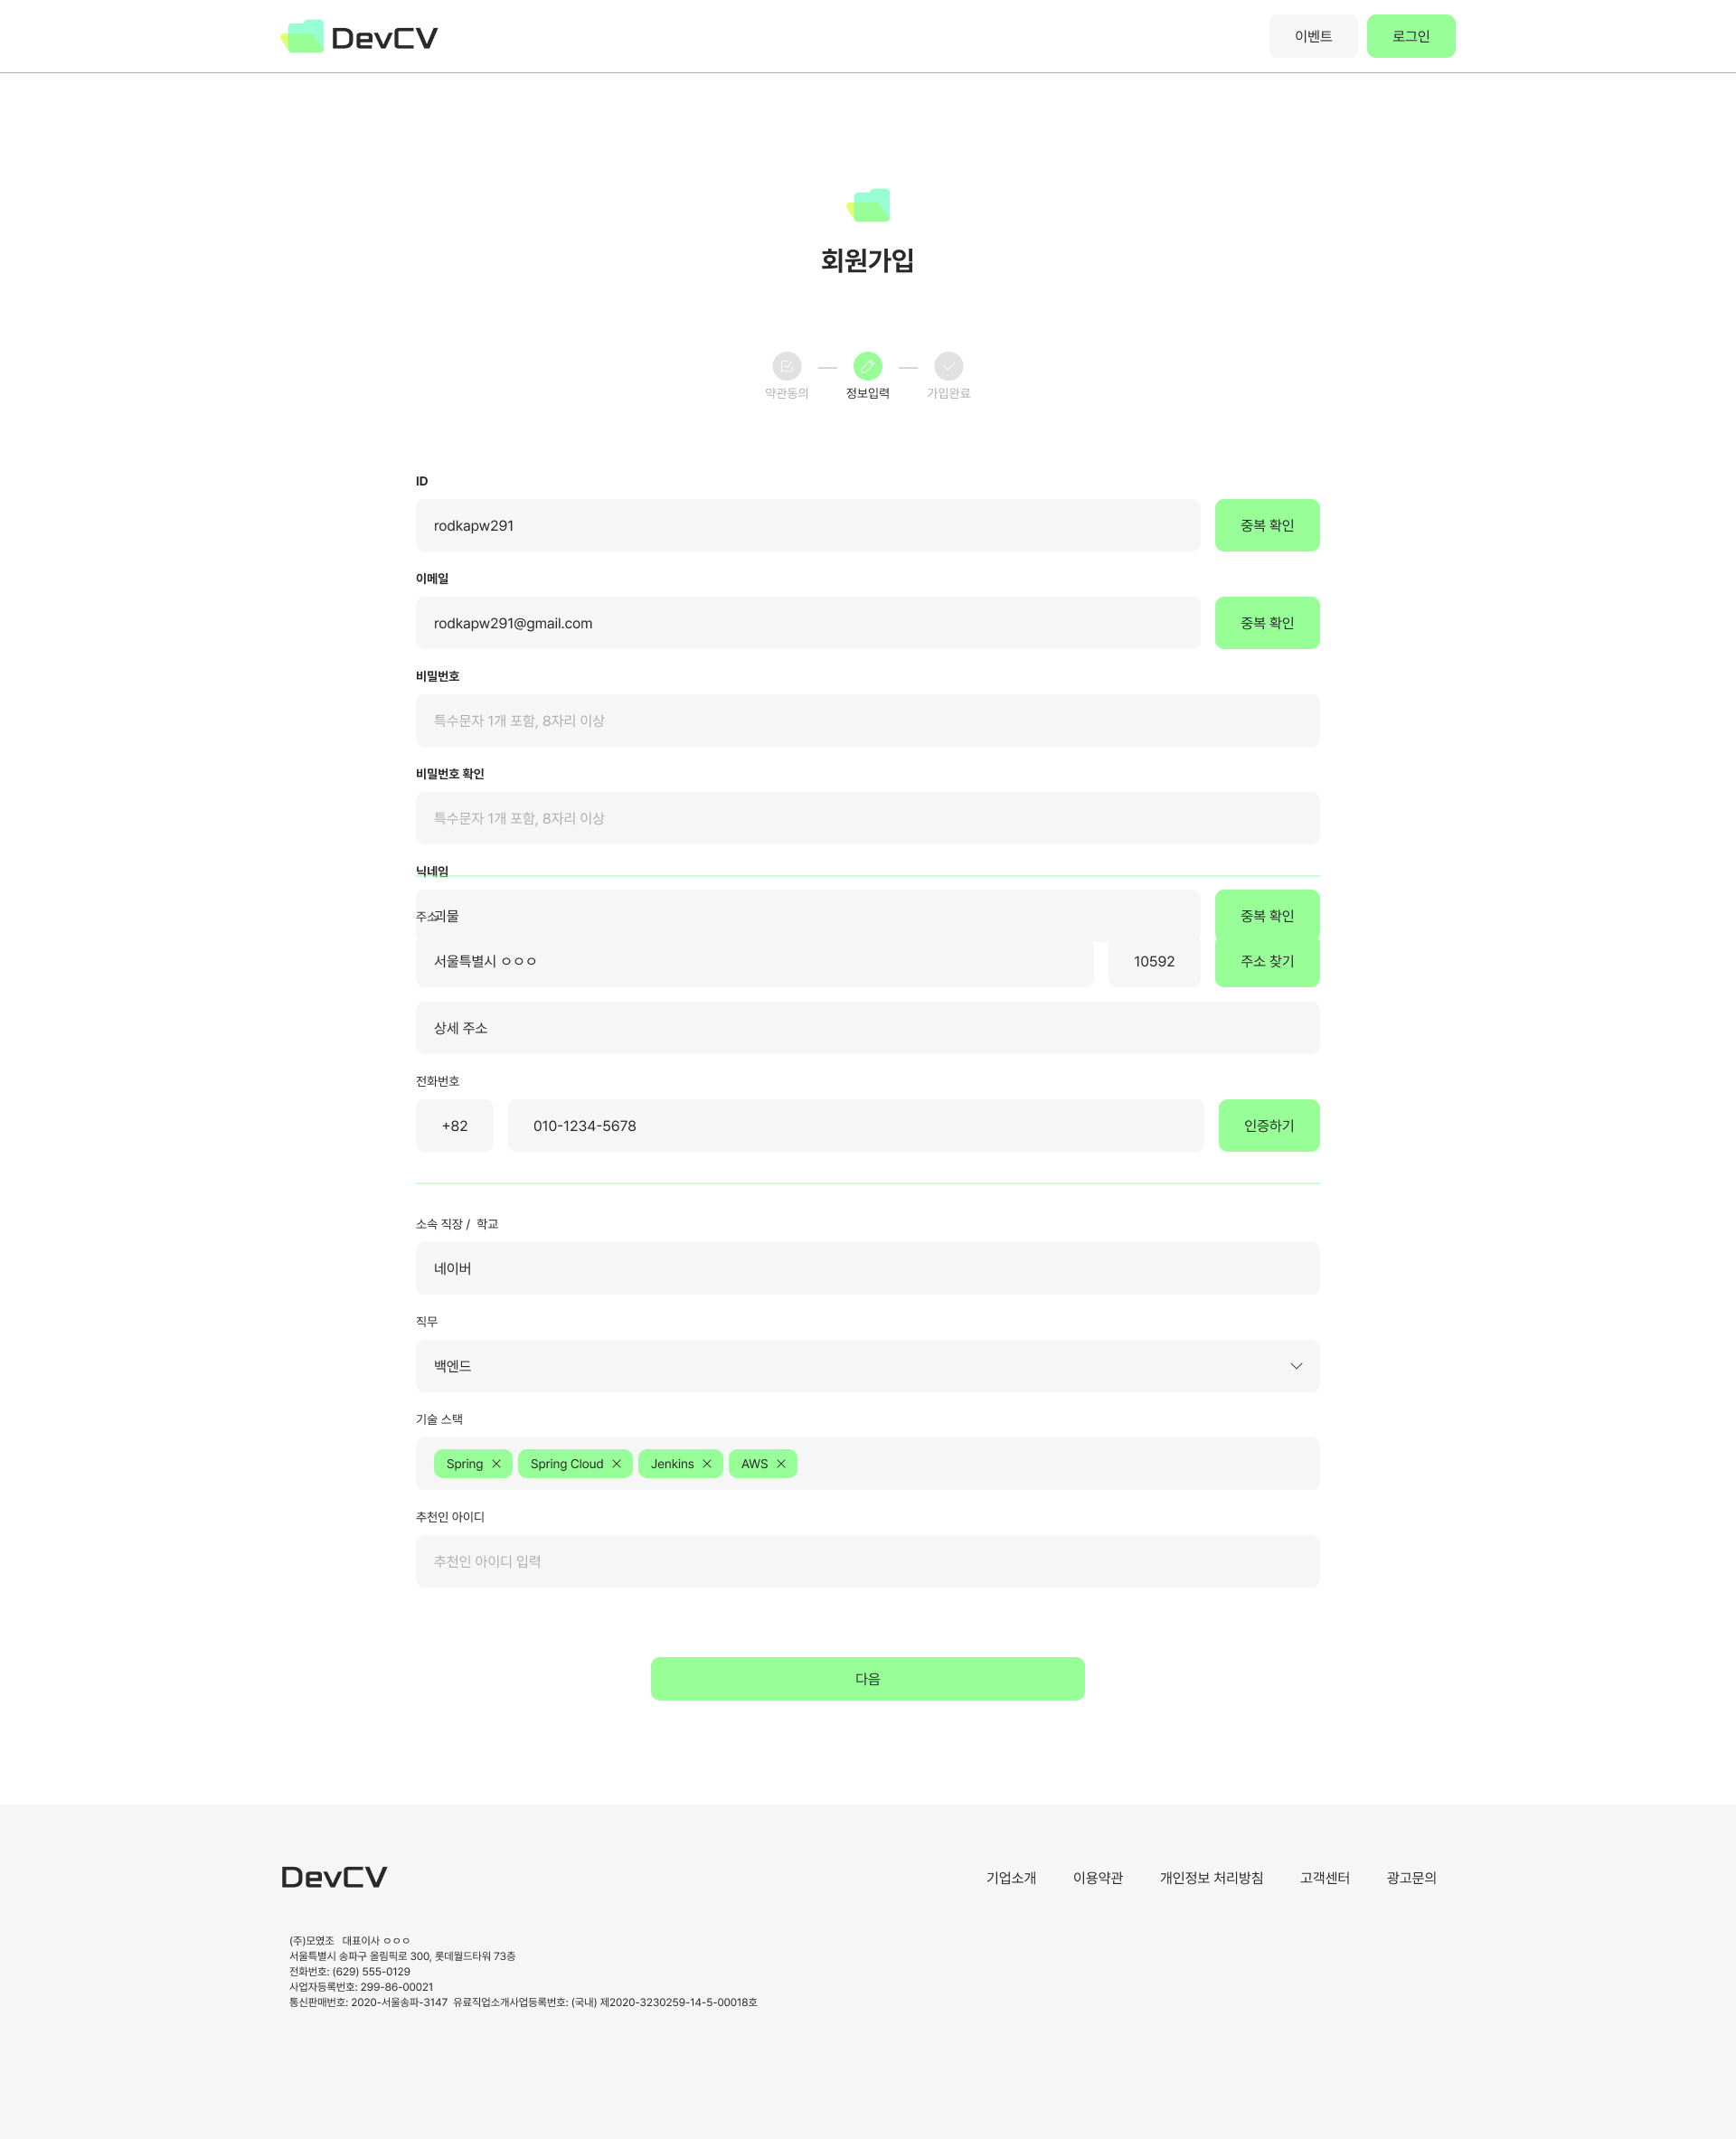 DevCV
이벤트
로그인
회원가입
약관동의
정보입력
가입완료
ID
rodkapw291
중복 확인
이메일
rodkapw291@gmail.com
중복 확인
비밀번호
특수문자 1개 포함, 8자리 이상
비밀번호 확인
특수문자 1개 포함, 8자리 이상
닉네임
중복 확인
주소
서울특별시 ㅇㅇㅇ
10592
주소 찾기
상세 주소
전화번호
+82
010-1234-5678
인증하기
소속 직장 / 학교
네이버
직무
백엔드
기술 스택
Spring
Spring Cloud
Jenkins
AWS
추천인 아이디
추천인 아이디 입력
다음
DevCV
기업소개
이용약관
개인정보 처리방침
고객센터
광고문의
(주)모였조 대표이사 ㅇㅇㅇ
서울특별시 송파구 올림픽로 300, 롯데월드타워 73층
전화번호: (629) 555-0129
사업자등록번호: 299-86-00021
통신판매번호: 2020-서울송파-3147 유료직업소개사업등록번호: (국내) 제2020-3230259-14-5-00018호